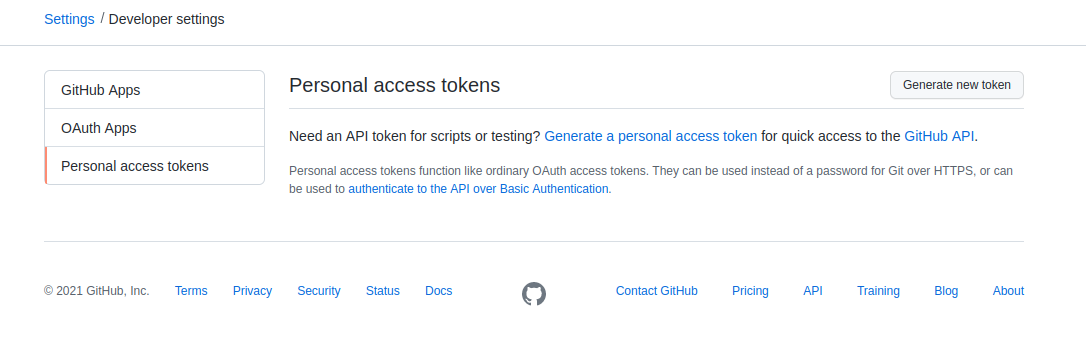 Settings / Developer settings
GitHub Apps
OAuth Apps
Personal access tokens
Personal access tokens
Generate new token
Need an API token for scripts or testing? Generate a personal access token for quick access to the GitHub API.
Personal access tokens function like ordinary OAuth access tokens. They can be used instead of a password for Git over HTTPS, or can
be used to authenticate to the API over Basic Authentication.
© 2021 GitHub, Inc. Terms Privacy Security Status Docs Contact GitHub Pricing API Training Blog About